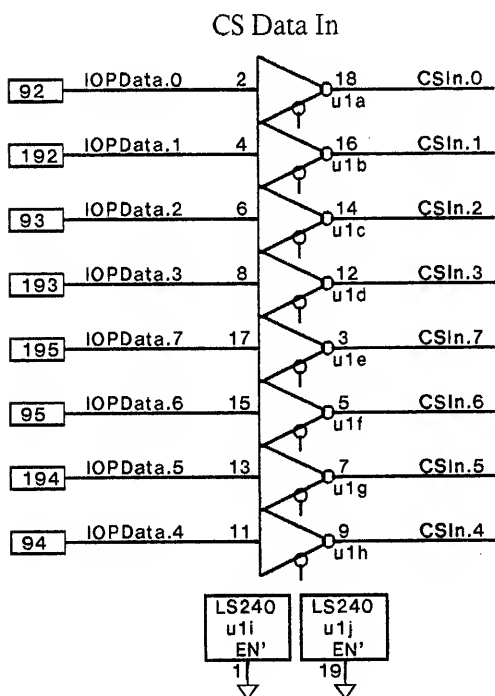 CS Data In
92 IOPData.0 2 18 CSIn.0
u1a
192 IOPData.1 4 16 CSIn.1
u1b
93 IOPData.2 6 14 CSIn.2
u1c
193 IOPData.3 8 12 CSIn.3
u1d
195 IOPData.7 17 3 CSIn.7
u1e
95 IOPData.6 15 5 CSIn.6
u1f
194 IOPData.5 13 7 CSIn.5
u1g
94 IOPData.4 11 9 CSIn.4
u1h
LS240 LS240
u1i u1j
EN' EN'
1 19